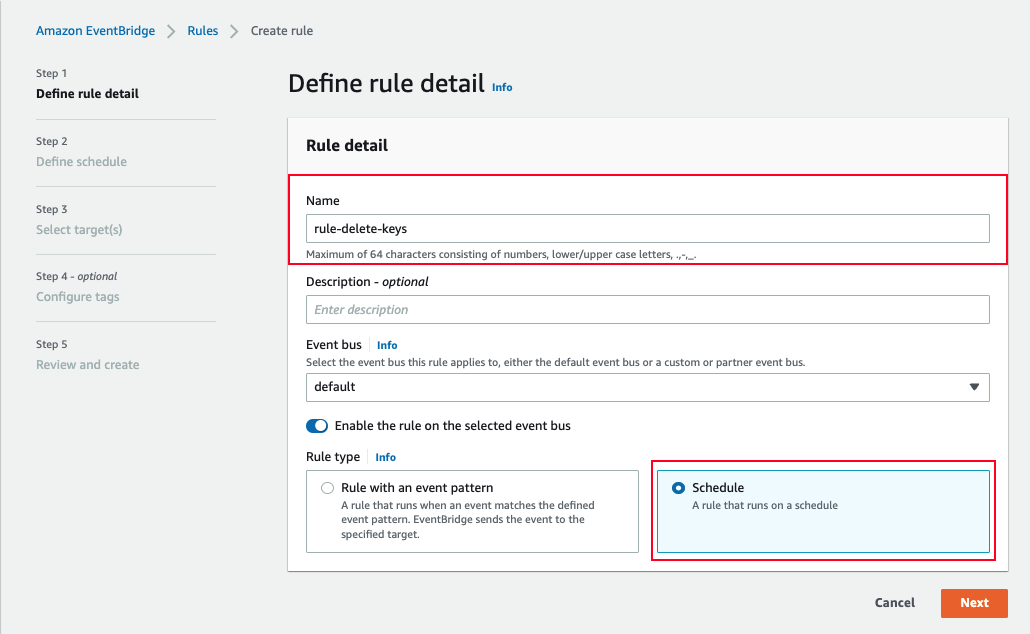 Amazon EventBridge Rules Create rule
Step 1
Define rule detail
Step 2
Define schedule
Step 3
Select target(s)
Step 4 - optional
Configure tags
Step 5
Review and create
Define rule detail Info
Rule detail
Name
rule-delete-keys
Maximum of 64 characters consisting of numbers, lower/upper case letters, .,-,_.
Description - optional
Enter description
Event bus Info
Select the event bus this rule applies to, either the default event bus or a custom or partner event bus.
default
Enable the rule on the selected event bus
Rule type Info
Rule with an event pattern
A rule that runs when an event matches the defined
event pattern. EventBridge sends the event to the
specified target.
Schedule
A rule that runs on a schedule
Cancel Next